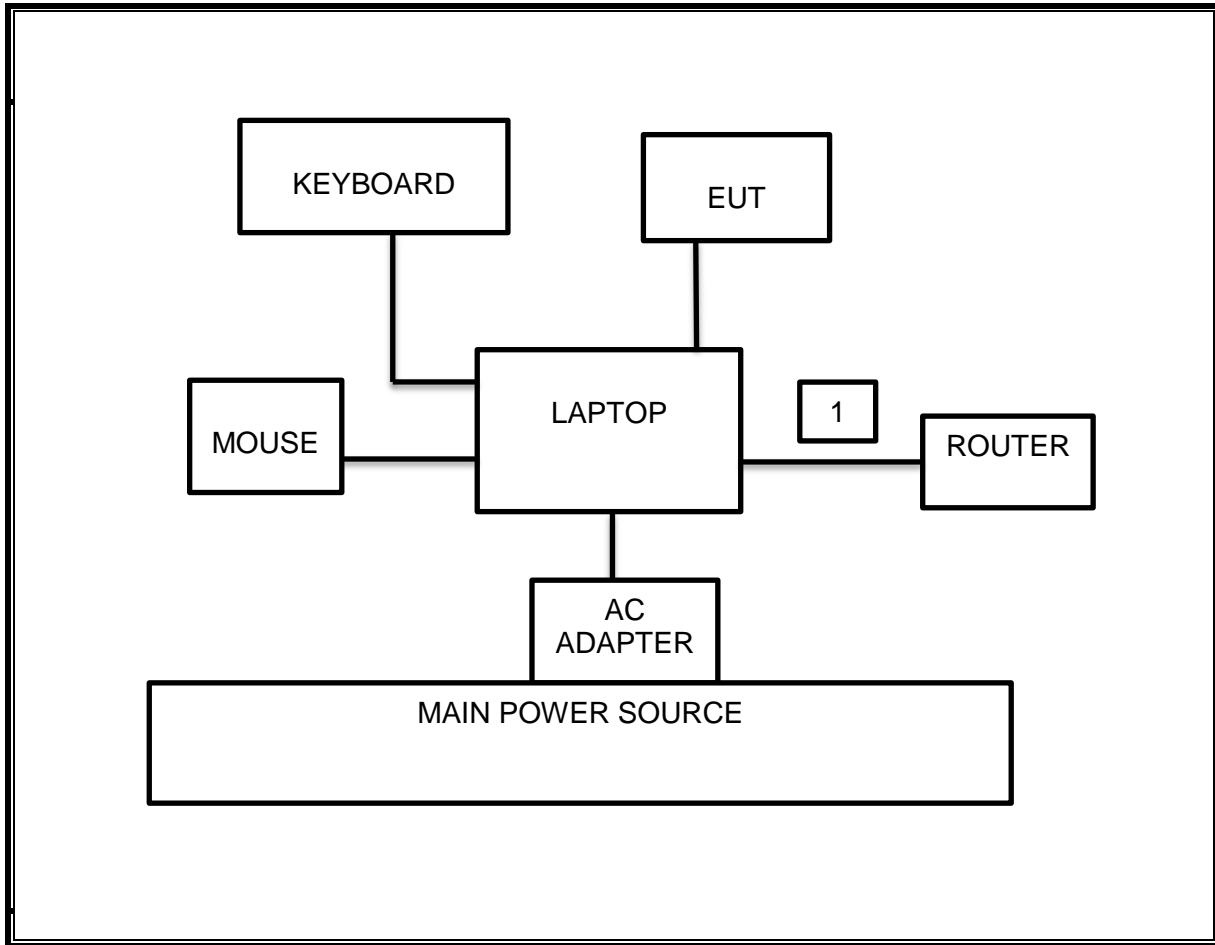 KEYBOARD
EUT
LAPTOP
1
MOUSE
ROUTER
AC
ADAPTER
MAIN POWER SOURCE